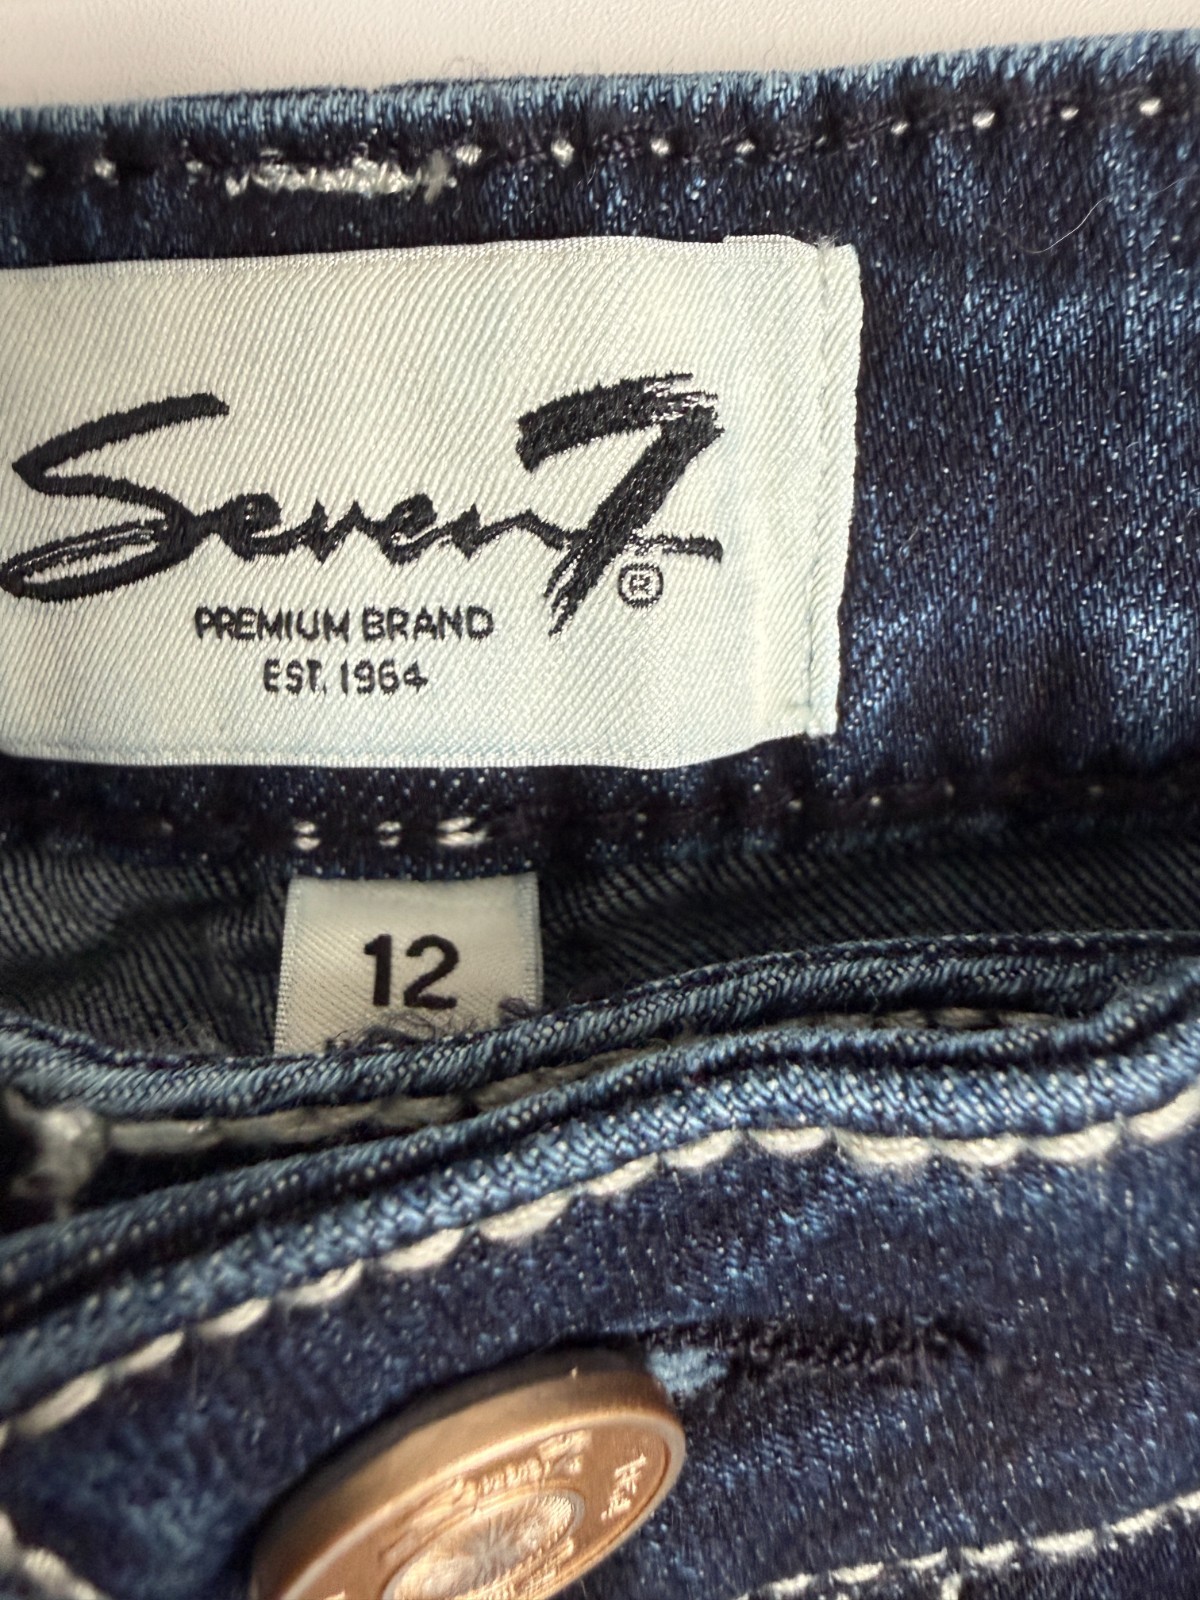 Seven7®
PREMIUM BRAND
EST. 1964
12